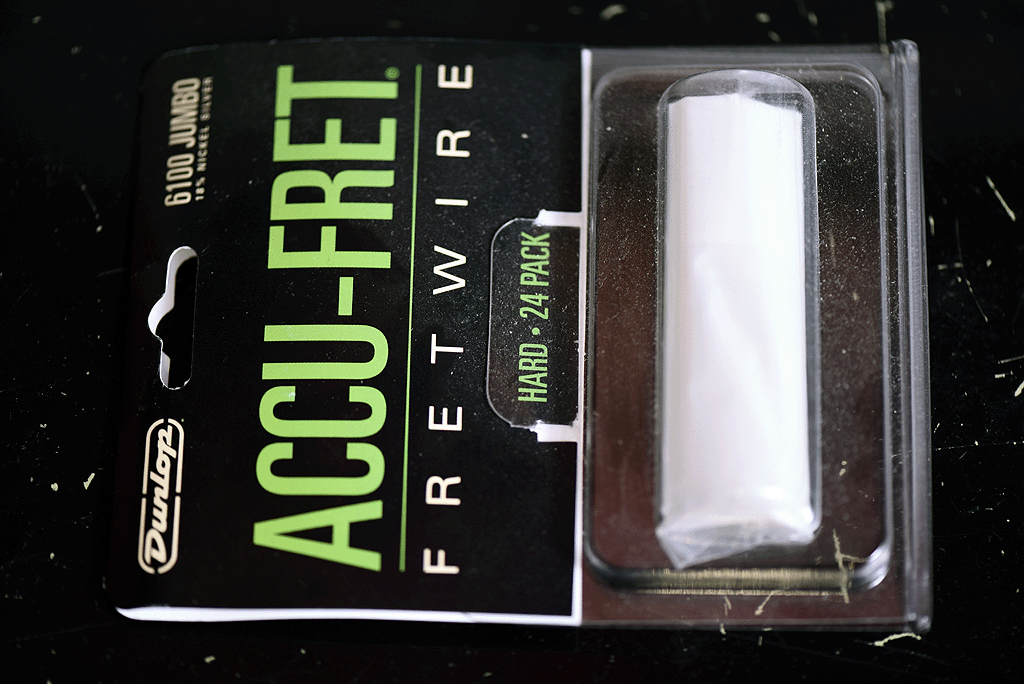 Dunlop
6100 JUMBO
18% NICKEL SILVER
ACCU-FRET®
FRETWIRE
HARD • 24 PACK